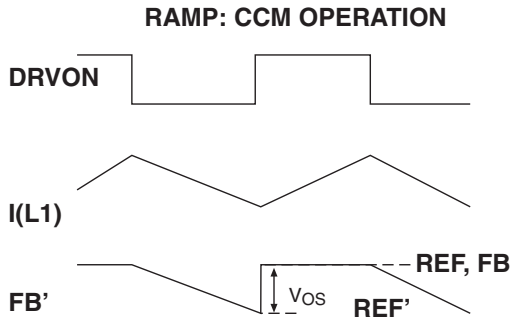 RAMP: CCM OPERATION
DRVON
I(L1)
REF, FB
FB'
VOS
REF'